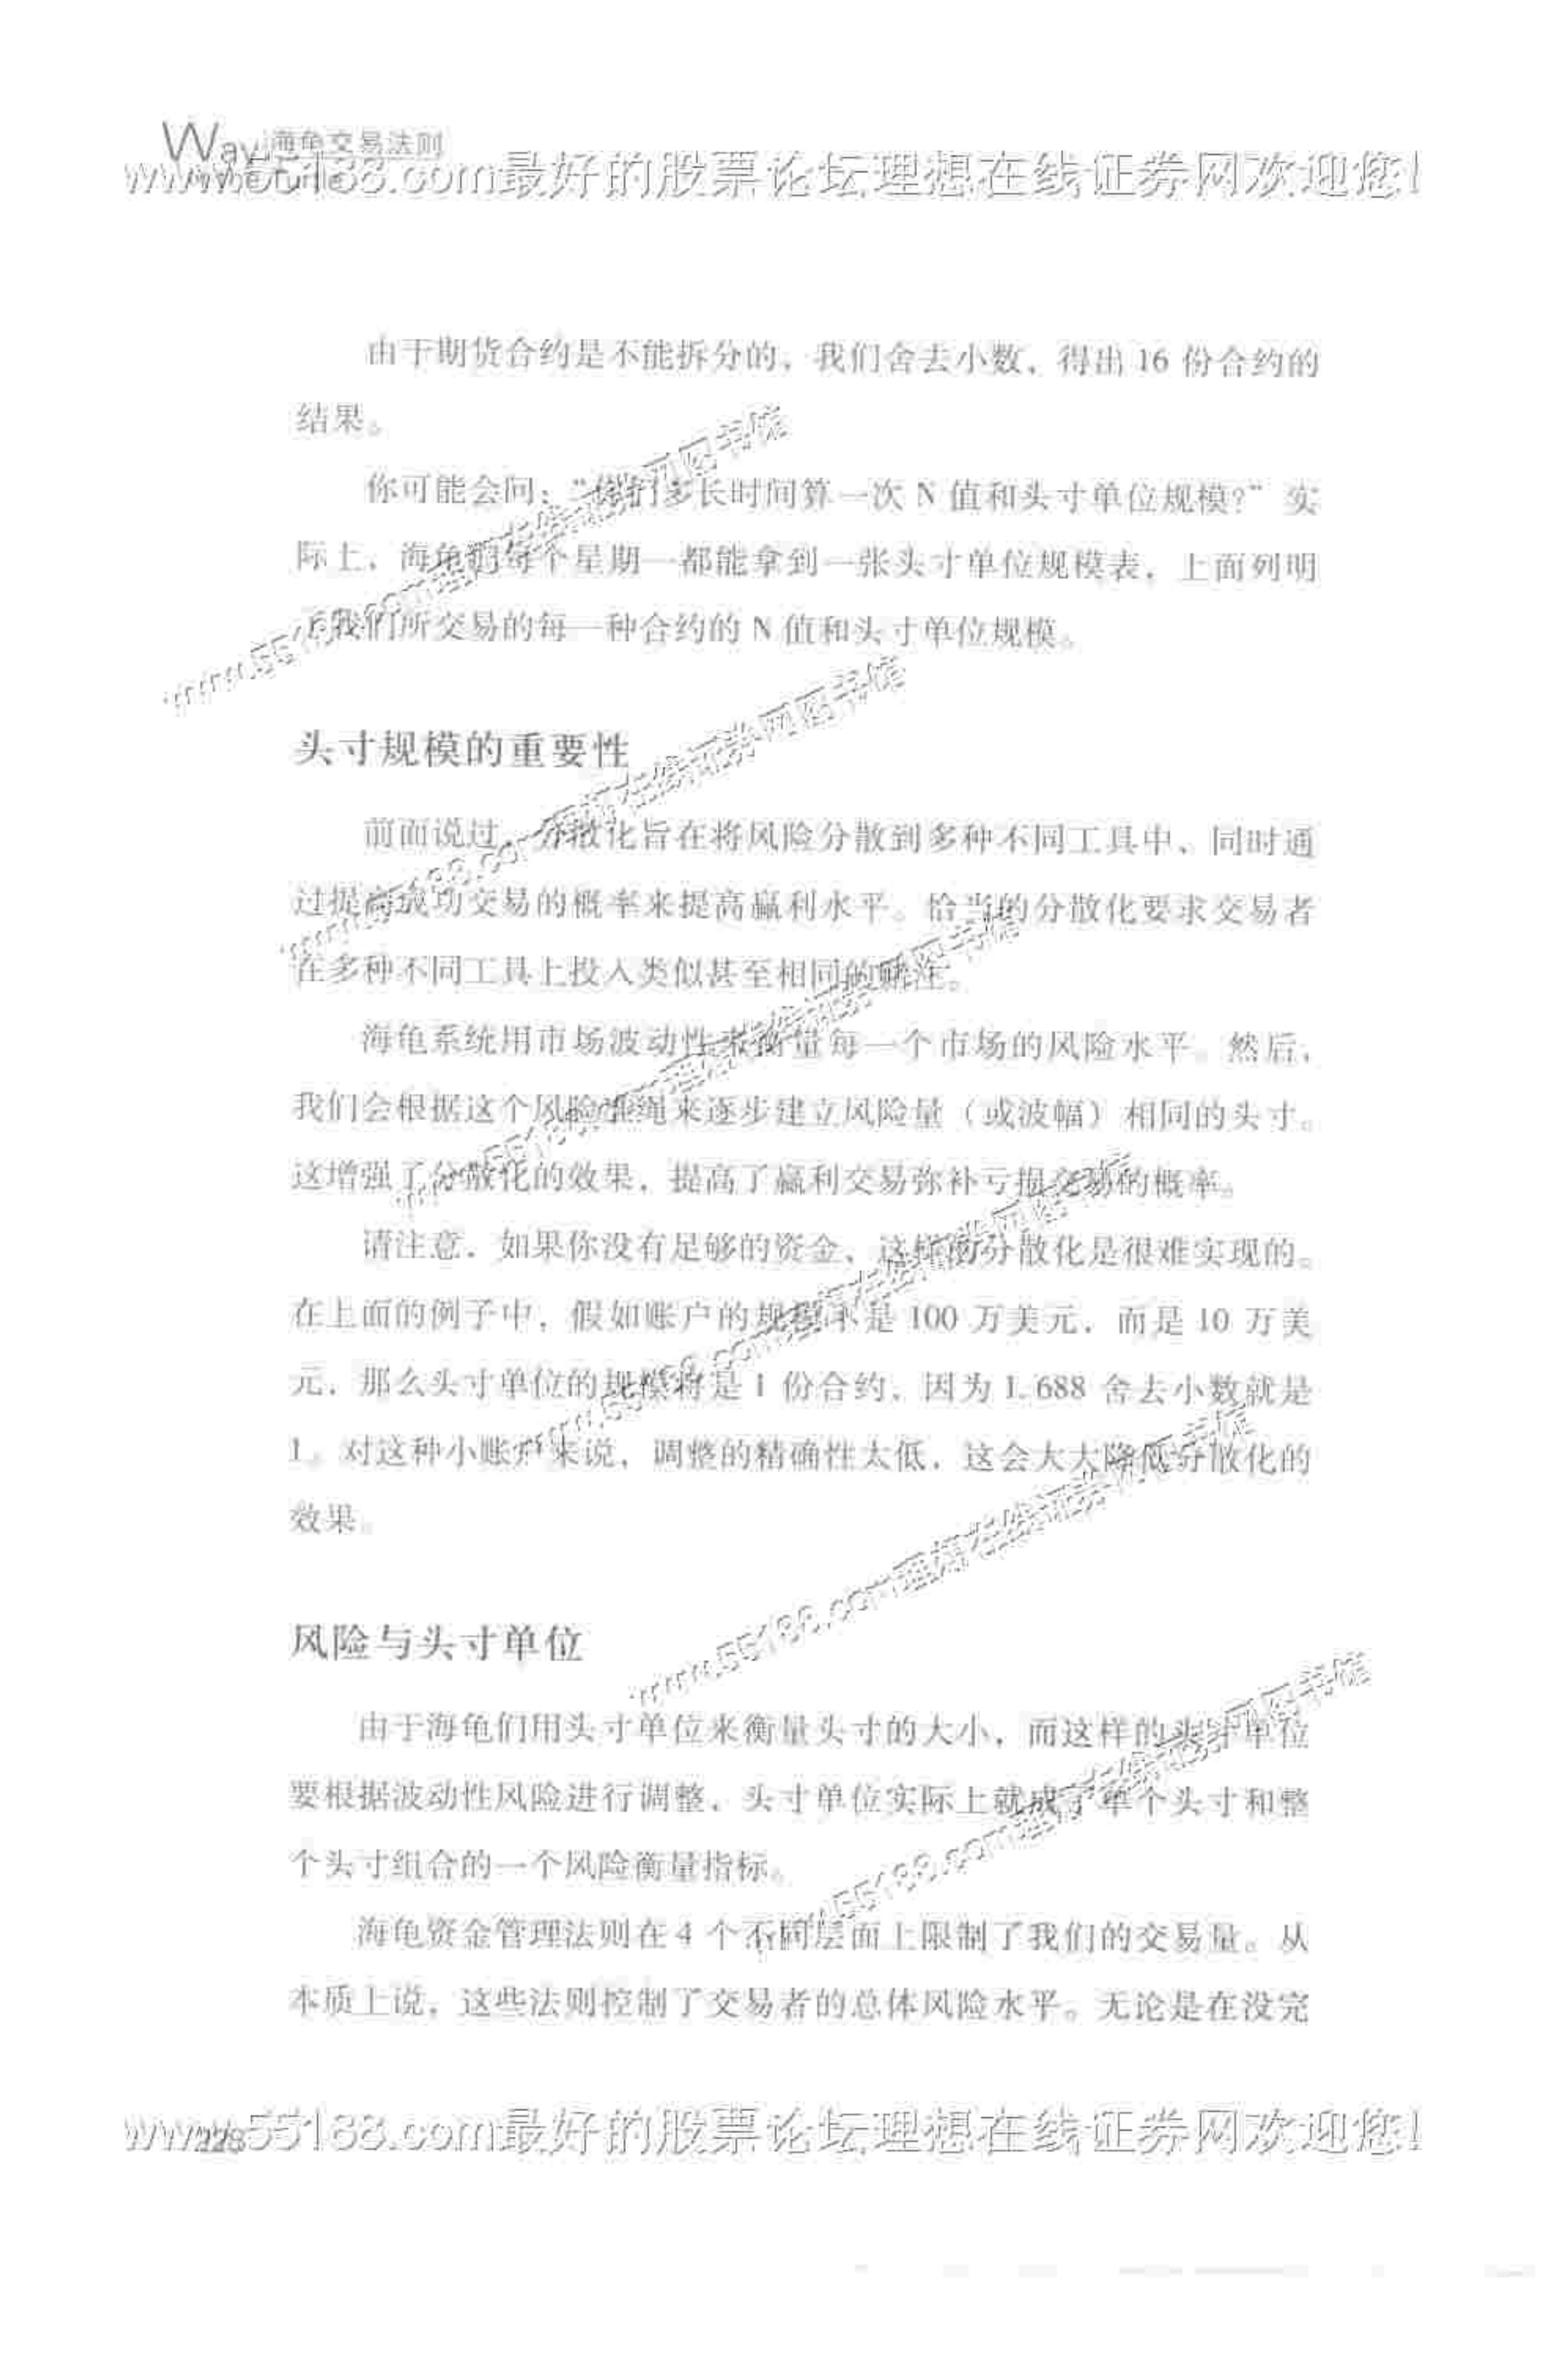 Way 海龟交易法则
www.55188.com最好的股票论坛理想在线证券网欢迎您!
由于期货合约是不能拆分的，我们舍去小数，得出 16 份合约的
结果。
你可能会问：“你们多长时间算一次 N 值和头寸单位规模?” 实
际上，海龟们每个星期一都能拿到一张头寸单位规模表，上面列明
了我们所交易的每一种合约的 N 值和头寸单位规模。
头寸规模的重要性
前面说过，分散化旨在将风险分散到多种不同工具中，同时通
过提高成功交易的概率来提高赢利水平。恰当的分散化要求交易者
在多种不同工具上投入类似甚至相同的赌注。
海龟系统用市场波动性来衡量每一个市场的风险水平。然后，
我们会根据这个风险准绳来逐步建立风险量（或波幅）相同的头寸。
这增强了分散化的效果，提高了赢利交易弥补亏损交易的概率。
请注意，如果你没有足够的资金，这样的分散化是很难实现的。
在上面的例子中，假如账户的规模不是 100 万美元，而是 10 万美
元，那么头寸单位的规模将是 1 份合约，因为 1.688 舍去小数就是
1。对这种小账户来说，调整的精确性太低，这会大大降低分散化的
效果。
风险与头寸单位
由于海龟们用头寸单位来衡量头寸的大小，而这样的头寸单位
要根据波动性风险进行调整，头寸单位实际上就成了单个头寸和整
个头寸组合的一个风险衡量指标。
海龟资金管理法则在 4 个不同层面上限制了我们的交易量。从
本质上说，这些法则控制了交易者的总体风险水平。无论是在没完
228
www.55188.com最好的股票论坛理想在线证券网欢迎您!